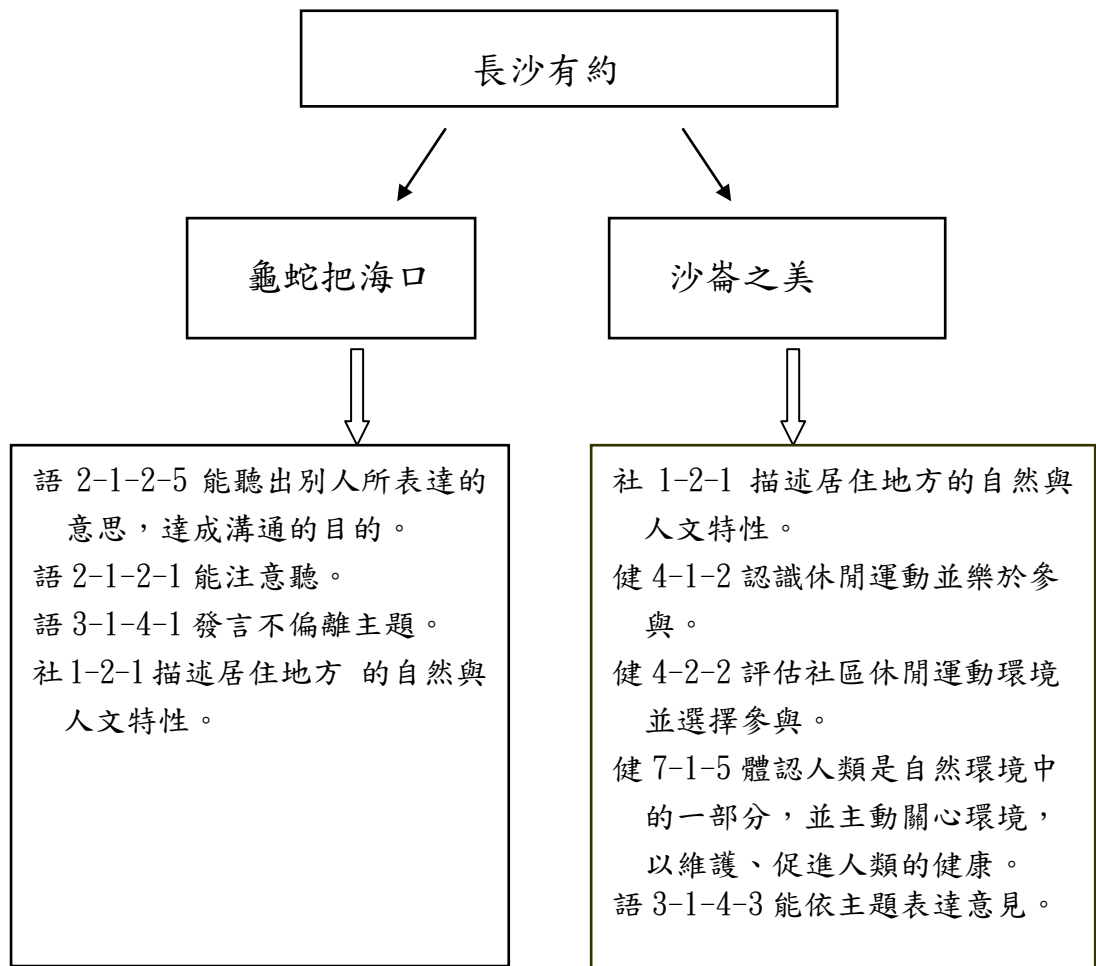 長沙有約
龜蛇把海口
沙崙之美
語 2-1-2-5 能聽出別人所表達的
意思，達成溝通的目的。
語 2-1-2-1 能注意聽。
語 3-1-4-1 發言不偏離主題。
社 1-2-1 描述居住地方 的自然與
人文特性。
社 1-2-1 描述居住地方的自然與
人文特性。
健 4-1-2 認識休閒運動並樂於參
與。
健 4-2-2 評估社區休閒運動環境
並選擇參與。
健 7-1-5 體認人類是自然環境中
的一部分，並主動關心環境，
以維護、促進人類的健康。
語 3-1-4-3 能依主題表達意見。